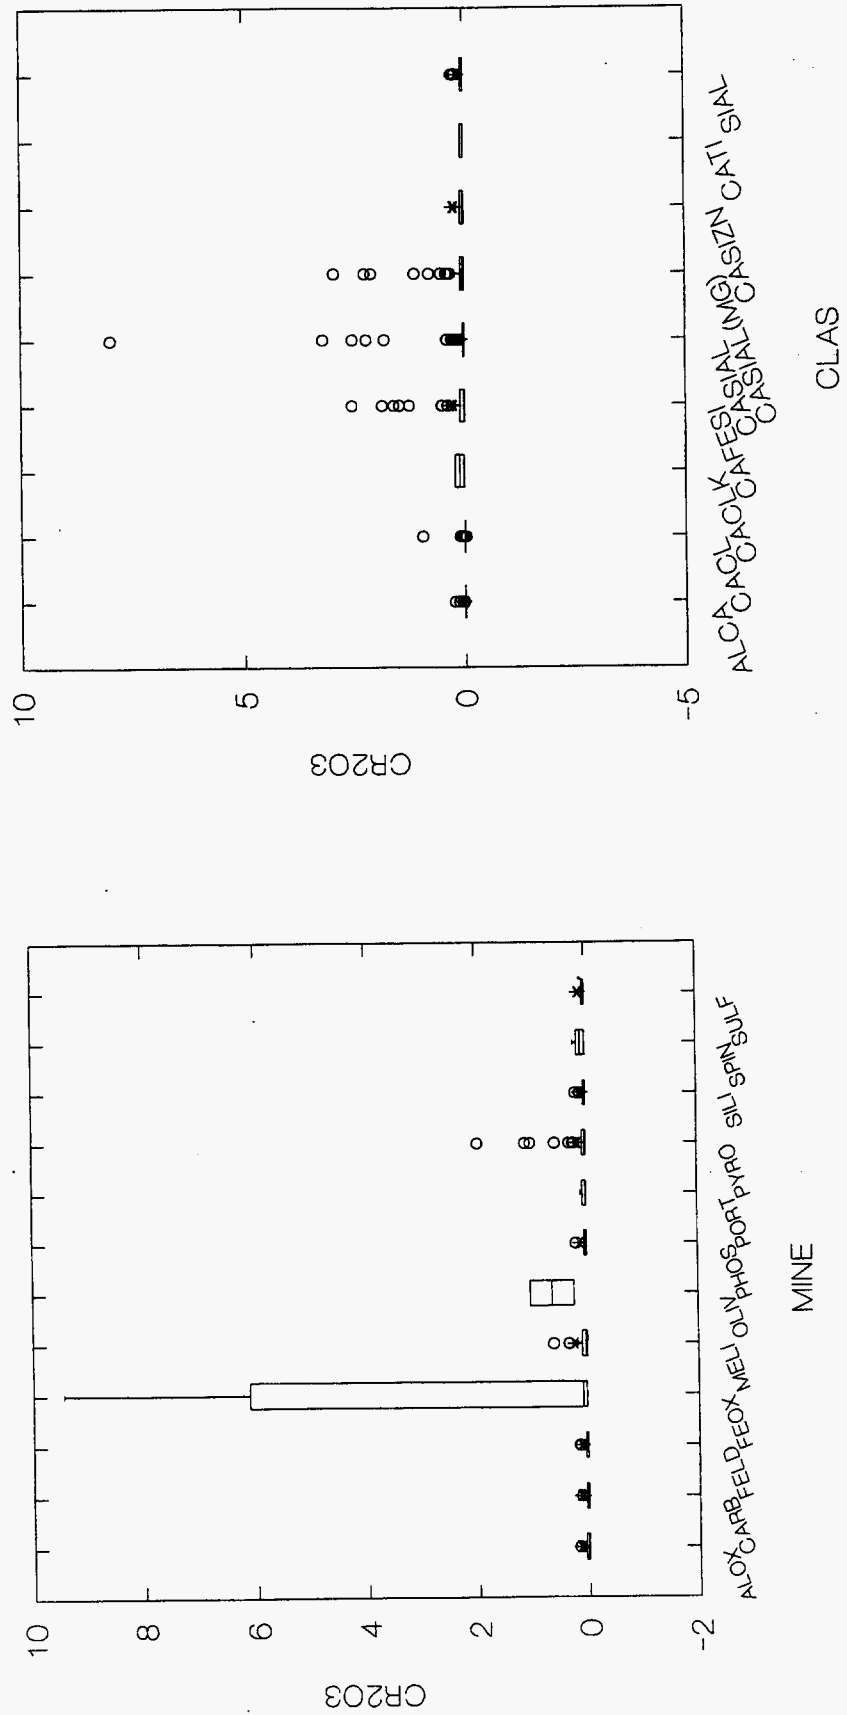 CR2O3
10
5
0
-5
ALCA CACL CACLK CAFESI CASIAL CASIAL(MG) CASIZN CATI SIAL
CLAS
CR2O3
10
8
6
4
2
0
-2
ALOX CARB FELD FEOX MELI OLIV PHOS PORT PYRO SILI SPIN SULF
MINE